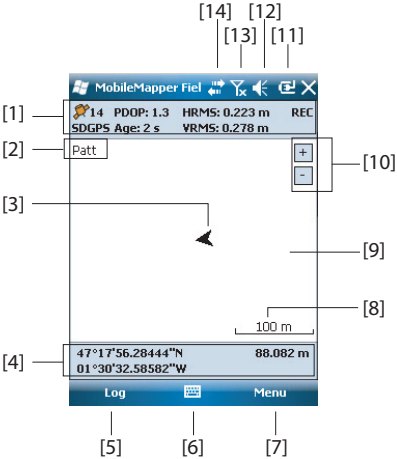 [14] [12]
[13] [11]
MobileMapper Fiel
[1] 14 PDOP: 1.3 HRMS: 0.223 m REC
SDGPS Age: 2 s VRMS: 0.278 m
[2] Patt +
[10]
-
[3]
[9]
[8]
100 m
[4] 47°17'56.28444"N 88.082 m
01°30'32.58582"W
Log Menu
[5] [6] [7]